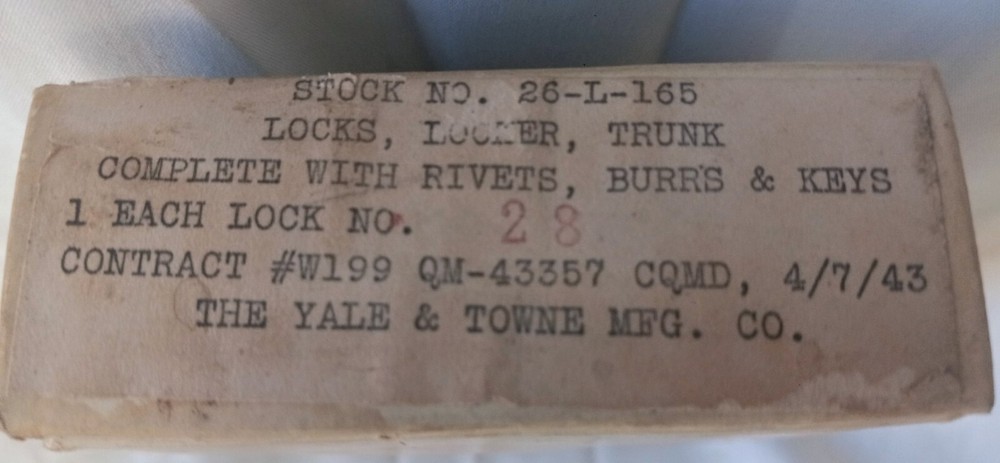 STOCK NO. 26-L-165
LOCKS, LOCKER, TRUNK
COMPLETE WITH RIVETS, BURRS & KEYS
1 EACH LOCK NO. 28
CONTRACT #W199 QM-43357 CQMD, 4/7/43
THE YALE & TOWNE MFG. CO.